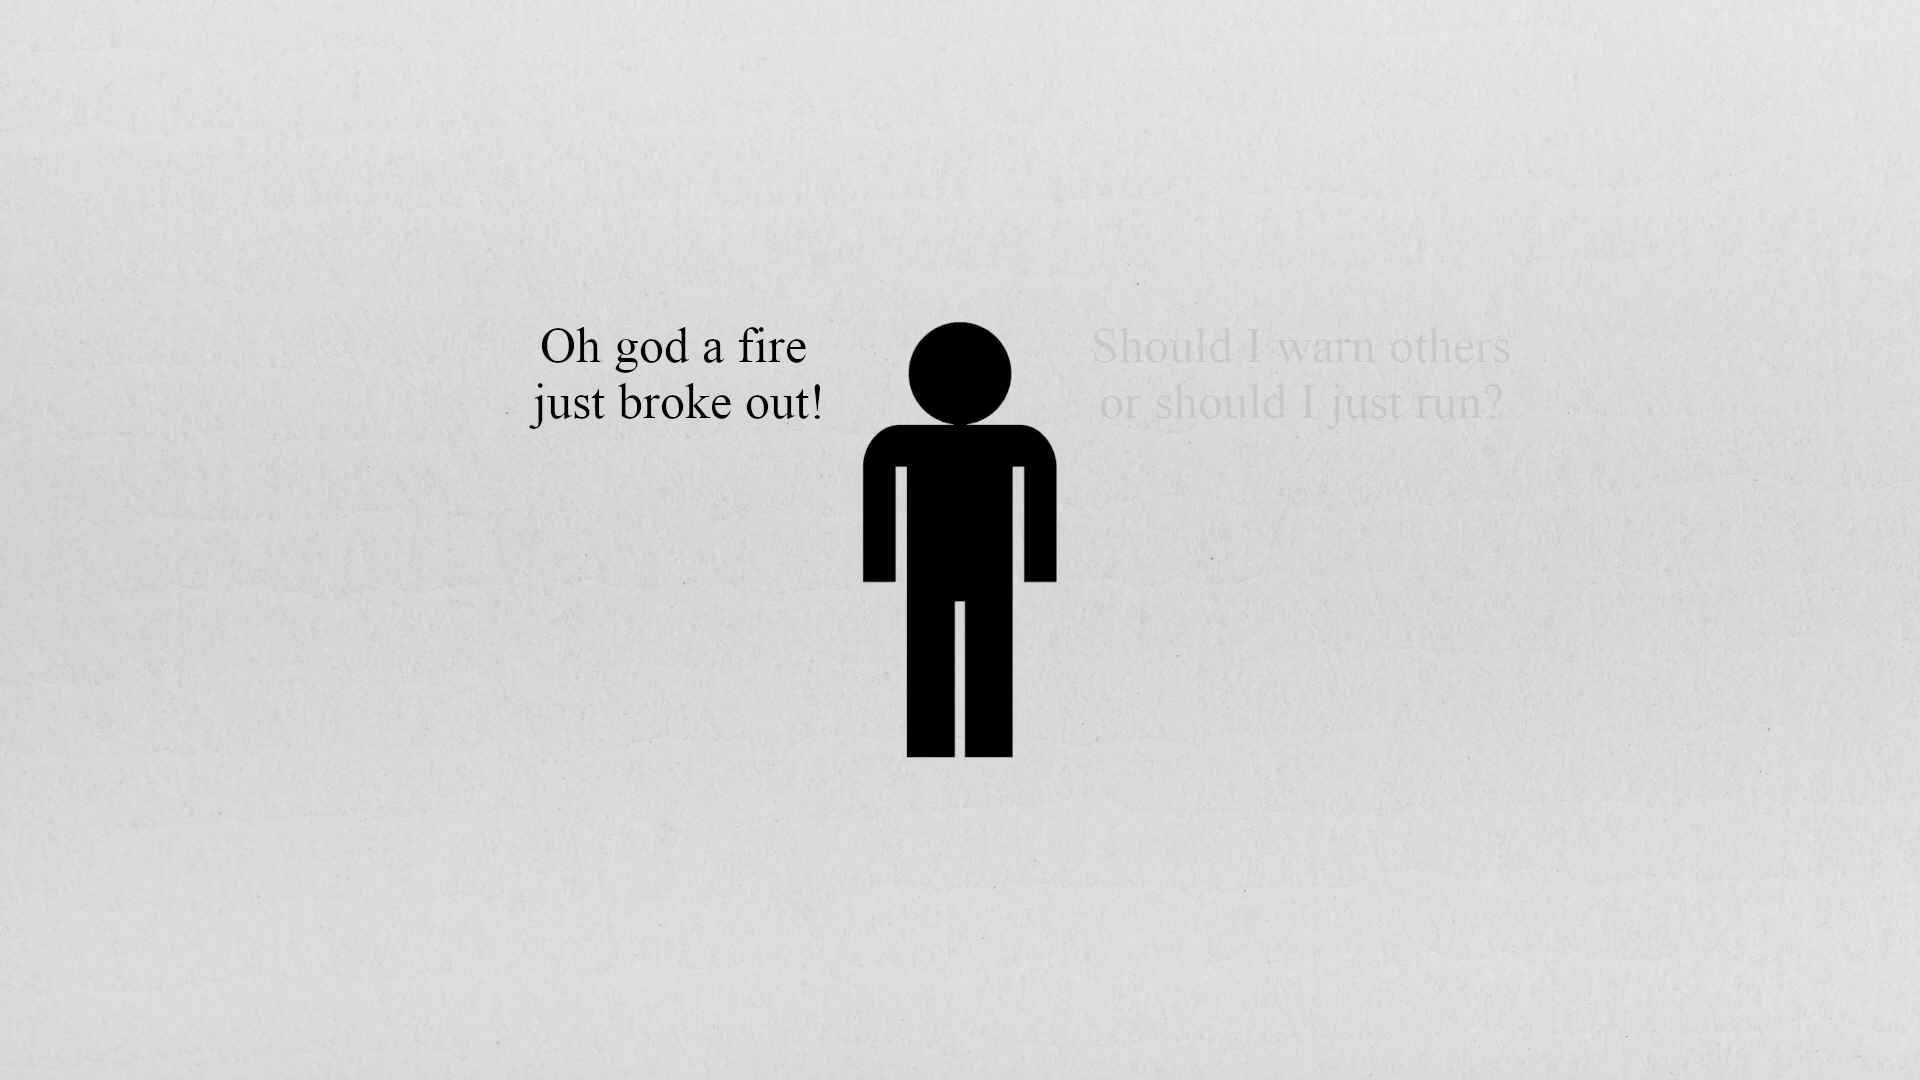 Oh god a fire
just broke out!
Should I warn others
or should I just run?